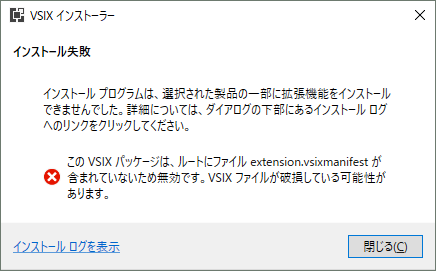 VSIX インストーラー
インストール失敗
インストール プログラムは、選択された製品の一部に拡張機能をインストール
できませんでした。詳細については、ダイアログの下部にあるインストール ログ
へのリンクをクリックしてください。
この VSIX パッケージは、ルートにファイル extension.vsixmanifest が
含まれていないため無効です。VSIX ファイルが破損している可能性が
あります。
インストール ログを表示
閉じる(C)